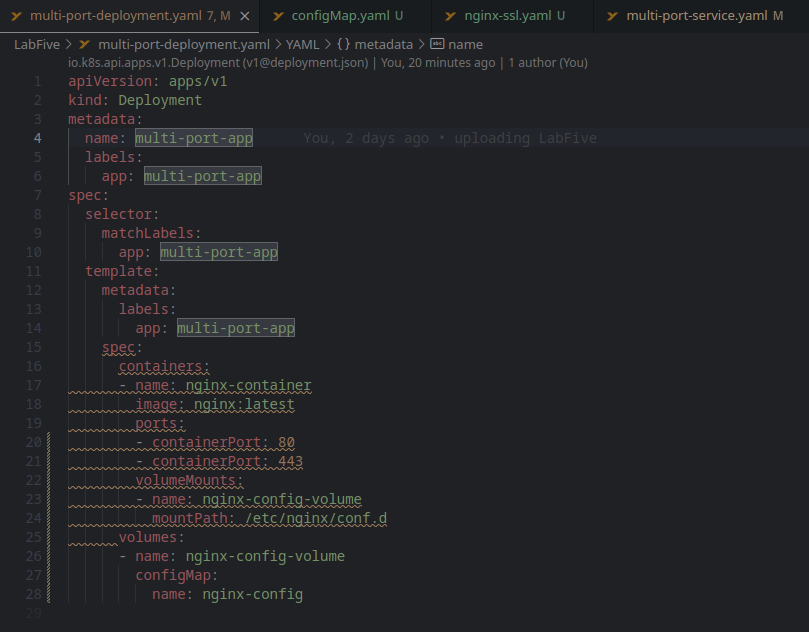 multi-port-deployment.yaml 7, M configMap.yaml U nginx-ssl.yaml U multi-port-service.yaml M
LabFive > multi-port-deployment.yaml > YAML > {} metadata > abc name
io.k8s.api.apps.v1.Deployment (v1@deployment.json) | You, 20 minutes ago | 1 author (You)
1 apiVersion: apps/v1
2 kind: Deployment
3 metadata:
4   name: multi-port-app You, 2 days ago • uploading LabFive
5   labels:
6     app: multi-port-app
7 spec:
8   selector:
9     matchLabels:
10       app: multi-port-app
11   template:
12     metadata:
13       labels:
14         app: multi-port-app
15     spec:
16       containers:
17       - name: nginx-container
18         image: nginx:latest
19         ports:
20         - containerPort: 80
21         - containerPort: 443
22         volumeMounts:
23         - name: nginx-config-volume
24           mountPath: /etc/nginx/conf.d
25       volumes:
26       - name: nginx-config-volume
27         configMap:
28           name: nginx-config
29